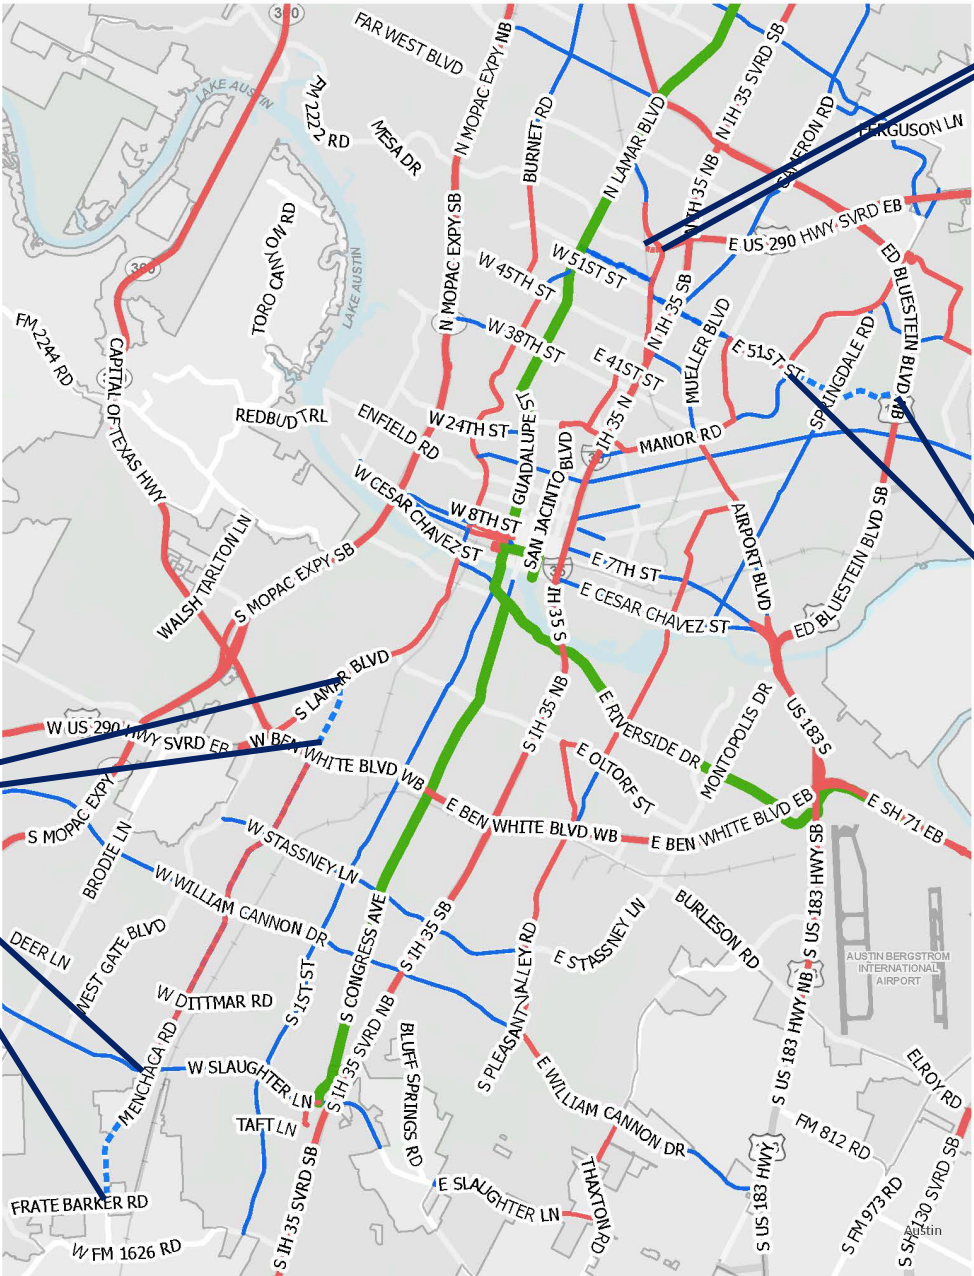 360
FAR WEST BLVD
N MOPAC EXPY NB
N IH 35 SVRD SB
LAKE AUSTIN
FM 2222 RD
MESA DR
BURNET RD
N LAMAR BLVD
CAMERON RD
FERGUSON LN
N IH 35 NB
N MOPAC EXPY SB
TORO CANYON RD
LAKE AUSTIN
360
W 45TH ST
W 51ST ST
E US 290 HWY SVRD EB
ED BLUESTEIN BLVD NB
FM 2244 RD
CAPITAL OF TEXAS HWY
W 38TH ST
N IH 35 SB
MUELLER BLVD
E 51ST ST
SPRINGDALE RD
E 41ST ST
REDBUD TRL
ENFIELD RD
W 24TH ST
GUADALUPE ST
SAN JACINTO BLVD
IH 35 N
MANOR RD
W CESAR CHAVEZ ST
W 8TH ST
AIRPORT BLVD
ED BLUESTEIN BLVD SB
WALSH TARLTON LN
S MOPAC EXPY SB
35
E 7TH ST
E CESAR CHAVEZ ST
IH 35 S
S LAMAR BLVD
W US 290 HWY SVRD EB
W BEN WHITE BLVD WB
S IH 35 NB
E RIVERSIDE DR
MONTOPOLIS DR
US 183 S
E OLTORF ST
E BEN WHITE BLVD WB
E BEN WHITE BLVD EB
E SH 71 EB
S MOPAC EXPY
BRODIE LN
W STASSNEY LN
W WILLIAM CANNON DR
S CONGRESS AVE
S IH 35 SB
E STASSNEY LN
BURLESON RD
S US 183 HWY SB
DEER LN
WEST GATE BLVD
S 1ST ST
S PLEASANT VALLEY RD
AUSTIN BERGSTROM
INTERNATIONAL
AIRPORT
W DITTMAR RD
S IH 35 SVRD NB
BLUFF SPRINGS RD
S US 183 HWY NB
MENCHACA RD
W SLAUGHTER LN
TAFT LN
E WILLIAM CANNON DR
ELROY RD
FM 812 RD
FRATE BARKER RD
E SLAUGHTER LN
THAXTON RD
S US 183 HWY
S FM 973 RD
S SH 130 SVRD SB
W FM 1626 RD
S IH 35 SVRD SB
Austin